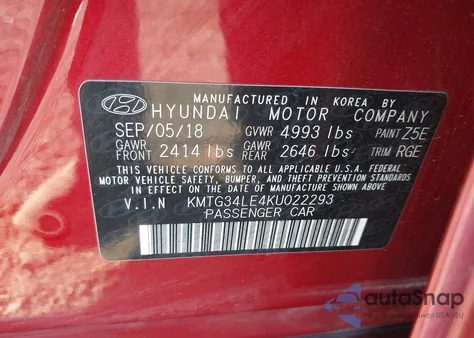 MANUFACTURED IN KOREA BY
HYUNDAI MOTOR COMPANY
SEP/05/18 GVWR 4993 lbs PAINT Z5E
GAWR FRONT 2414 lbs GAWR REAR 2646 lbs TRIM RGE
THIS VEHICLE CONFORMS TO ALL APPLICABLE U.S.A. FEDERAL
MOTOR VEHICLE SAFETY, BUMPER, AND THEFT PREVENTION STANDARDS
IN EFFECT ON THE DATE OF MANUFACTURE SHOWN ABOVE.
V.I.N KMTG34LE4KU022293
PASSENGER CAR
autoSnap